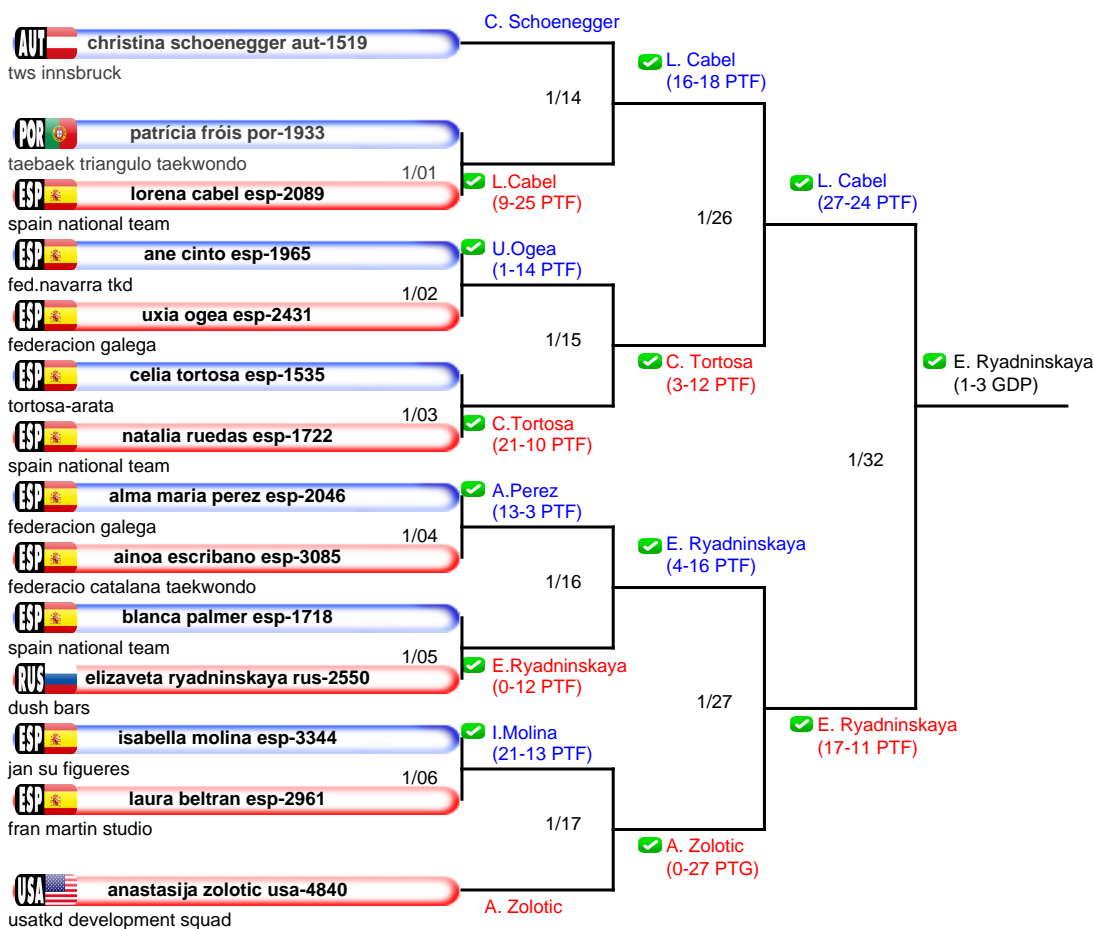 C. Schoenegger
AUT christina schoenegger aut-1519
tws innsbruck
L. Cabel
(16-18 PTF)
1/14
POR patrícia fróis por-1933
taebaek triangulo taekwondo
1/01
ESP lorena cabel esp-2089
L.Cabel
(9-25 PTF)
spain national team
L. Cabel
(27-24 PTF)
1/26
ESP ane cinto esp-1965
U.Ogea
(1-14 PTF)
fed.navarra tkd
1/02
ESP uxia ogea esp-2431
federacion galega
1/15
ESP celia tortosa esp-1535
C. Tortosa
(3-12 PTF)
E. Ryadninskaya
(1-3 GDP)
tortosa-arata
1/03
ESP natalia ruedas esp-1722
C.Tortosa
(21-10 PTF)
spain national team
1/32
ESP alma maria perez esp-2046
A.Perez
(13-3 PTF)
federacion galega
1/04
ESP ainoa escribano esp-3085
E. Ryadninskaya
(4-16 PTF)
federacio catalana taekwondo
1/16
ESP blanca palmer esp-1718
spain national team
1/05
RUS elizaveta ryadninskaya rus-2550
E.Ryadninskaya
(0-12 PTF)
dush bars
1/27
ESP isabella molina esp-3344
I.Molina
(21-13 PTF)
E. Ryadninskaya
(17-11 PTF)
jan su figueres
1/06
ESP laura beltran esp-2961
fran martin studio
1/17
A. Zolotic
(0-27 PTG)
USA anastasija zolotic usa-4840
A. Zolotic
usatkd development squad